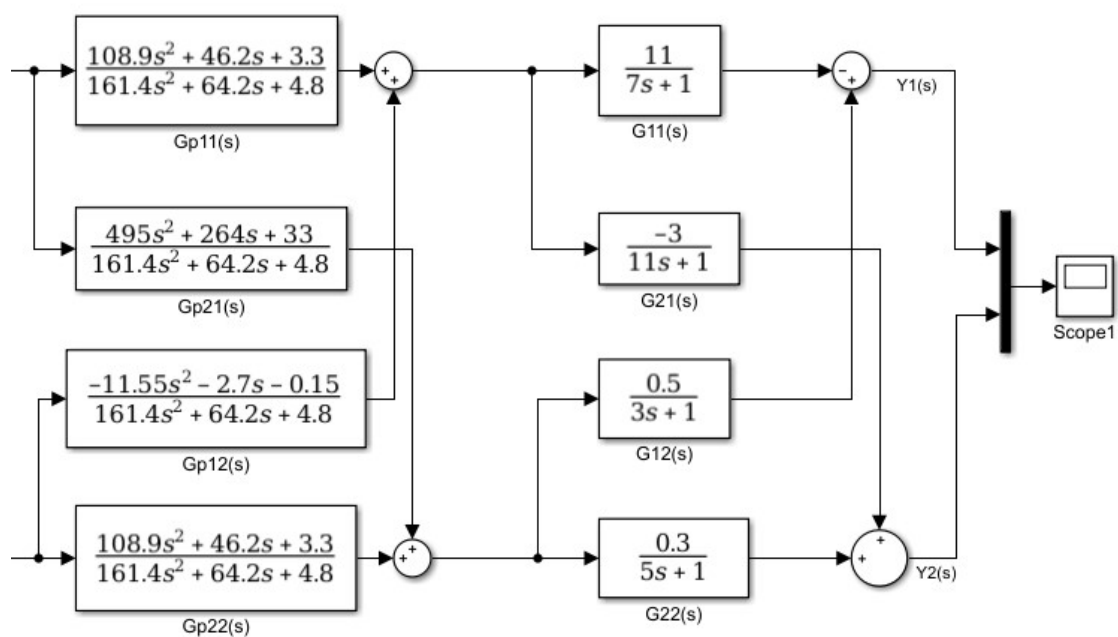 108.9s² + 46.2s + 3.3
161.4s² + 64.2s + 4.8
Gp11(s)
+
+
11
7s + 1
G11(s)
−
+
Y1(s)
495s² + 264s + 33
161.4s² + 64.2s + 4.8
Gp21(s)
−3
11s + 1
G21(s)
Scope1
−11.55s² − 2.7s − 0.15
161.4s² + 64.2s + 4.8
Gp12(s)
0.5
3s + 1
G12(s)
108.9s² + 46.2s + 3.3
161.4s² + 64.2s + 4.8
Gp22(s)
+
+
0.3
5s + 1
G22(s)
+
+
Y2(s)